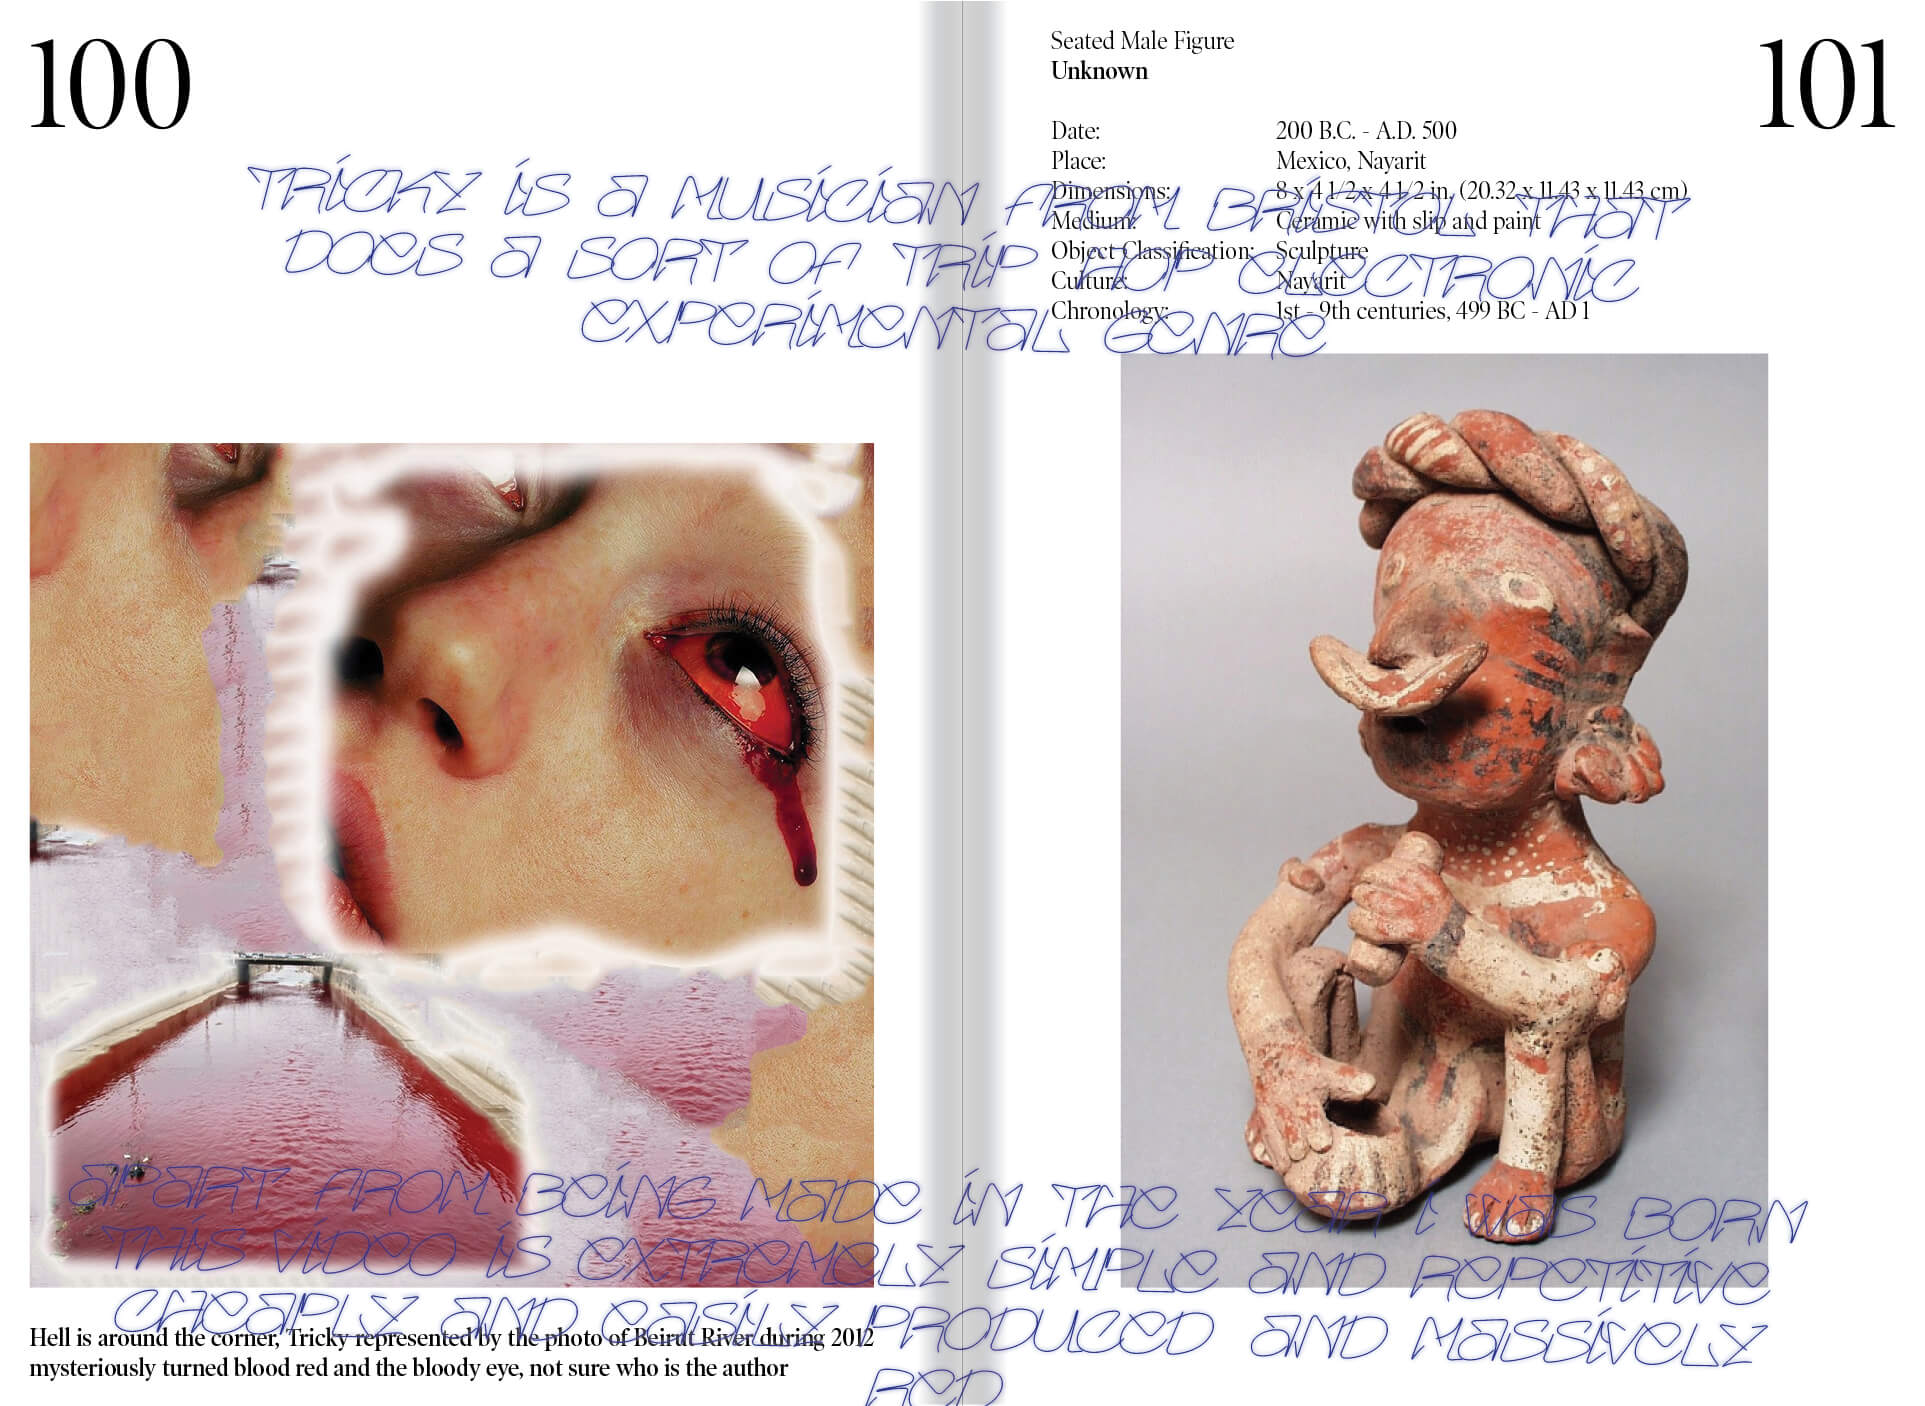 100
101
Seated Male Figure
Unknown
Date: 200 B.C. - A.D. 500
Place: Mexico, Nayarit
Dimensions: 8 x 4 1/2 x 4 1/2 in. (20.32 x 11.43 x 11.43 cm)
Medium: Ceramic with slip and paint
Object Classification: Sculpture
Culture: Nayarit
Chronology: 1st - 9th centuries, 499 BC - AD 1
TRICKY IS A MUSICIAN FROM BRISTOL THAT
DOES A SORT OF TRIP HOP ELECTRONIC
EXPERIMENTAL GENRE
APART FROM BEING MADE IN THE YEAR I WAS BORN
THIS VIDEO IS EXTREMELY SIMPLE AND REPETITIVE
CHEAPLY AND EASILY PRODUCED AND MASSIVELY
RED
Hell is around the corner, Tricky represented by the photo of Beirut River during 2012
mysteriously turned blood red and the bloody eye, not sure who is the author